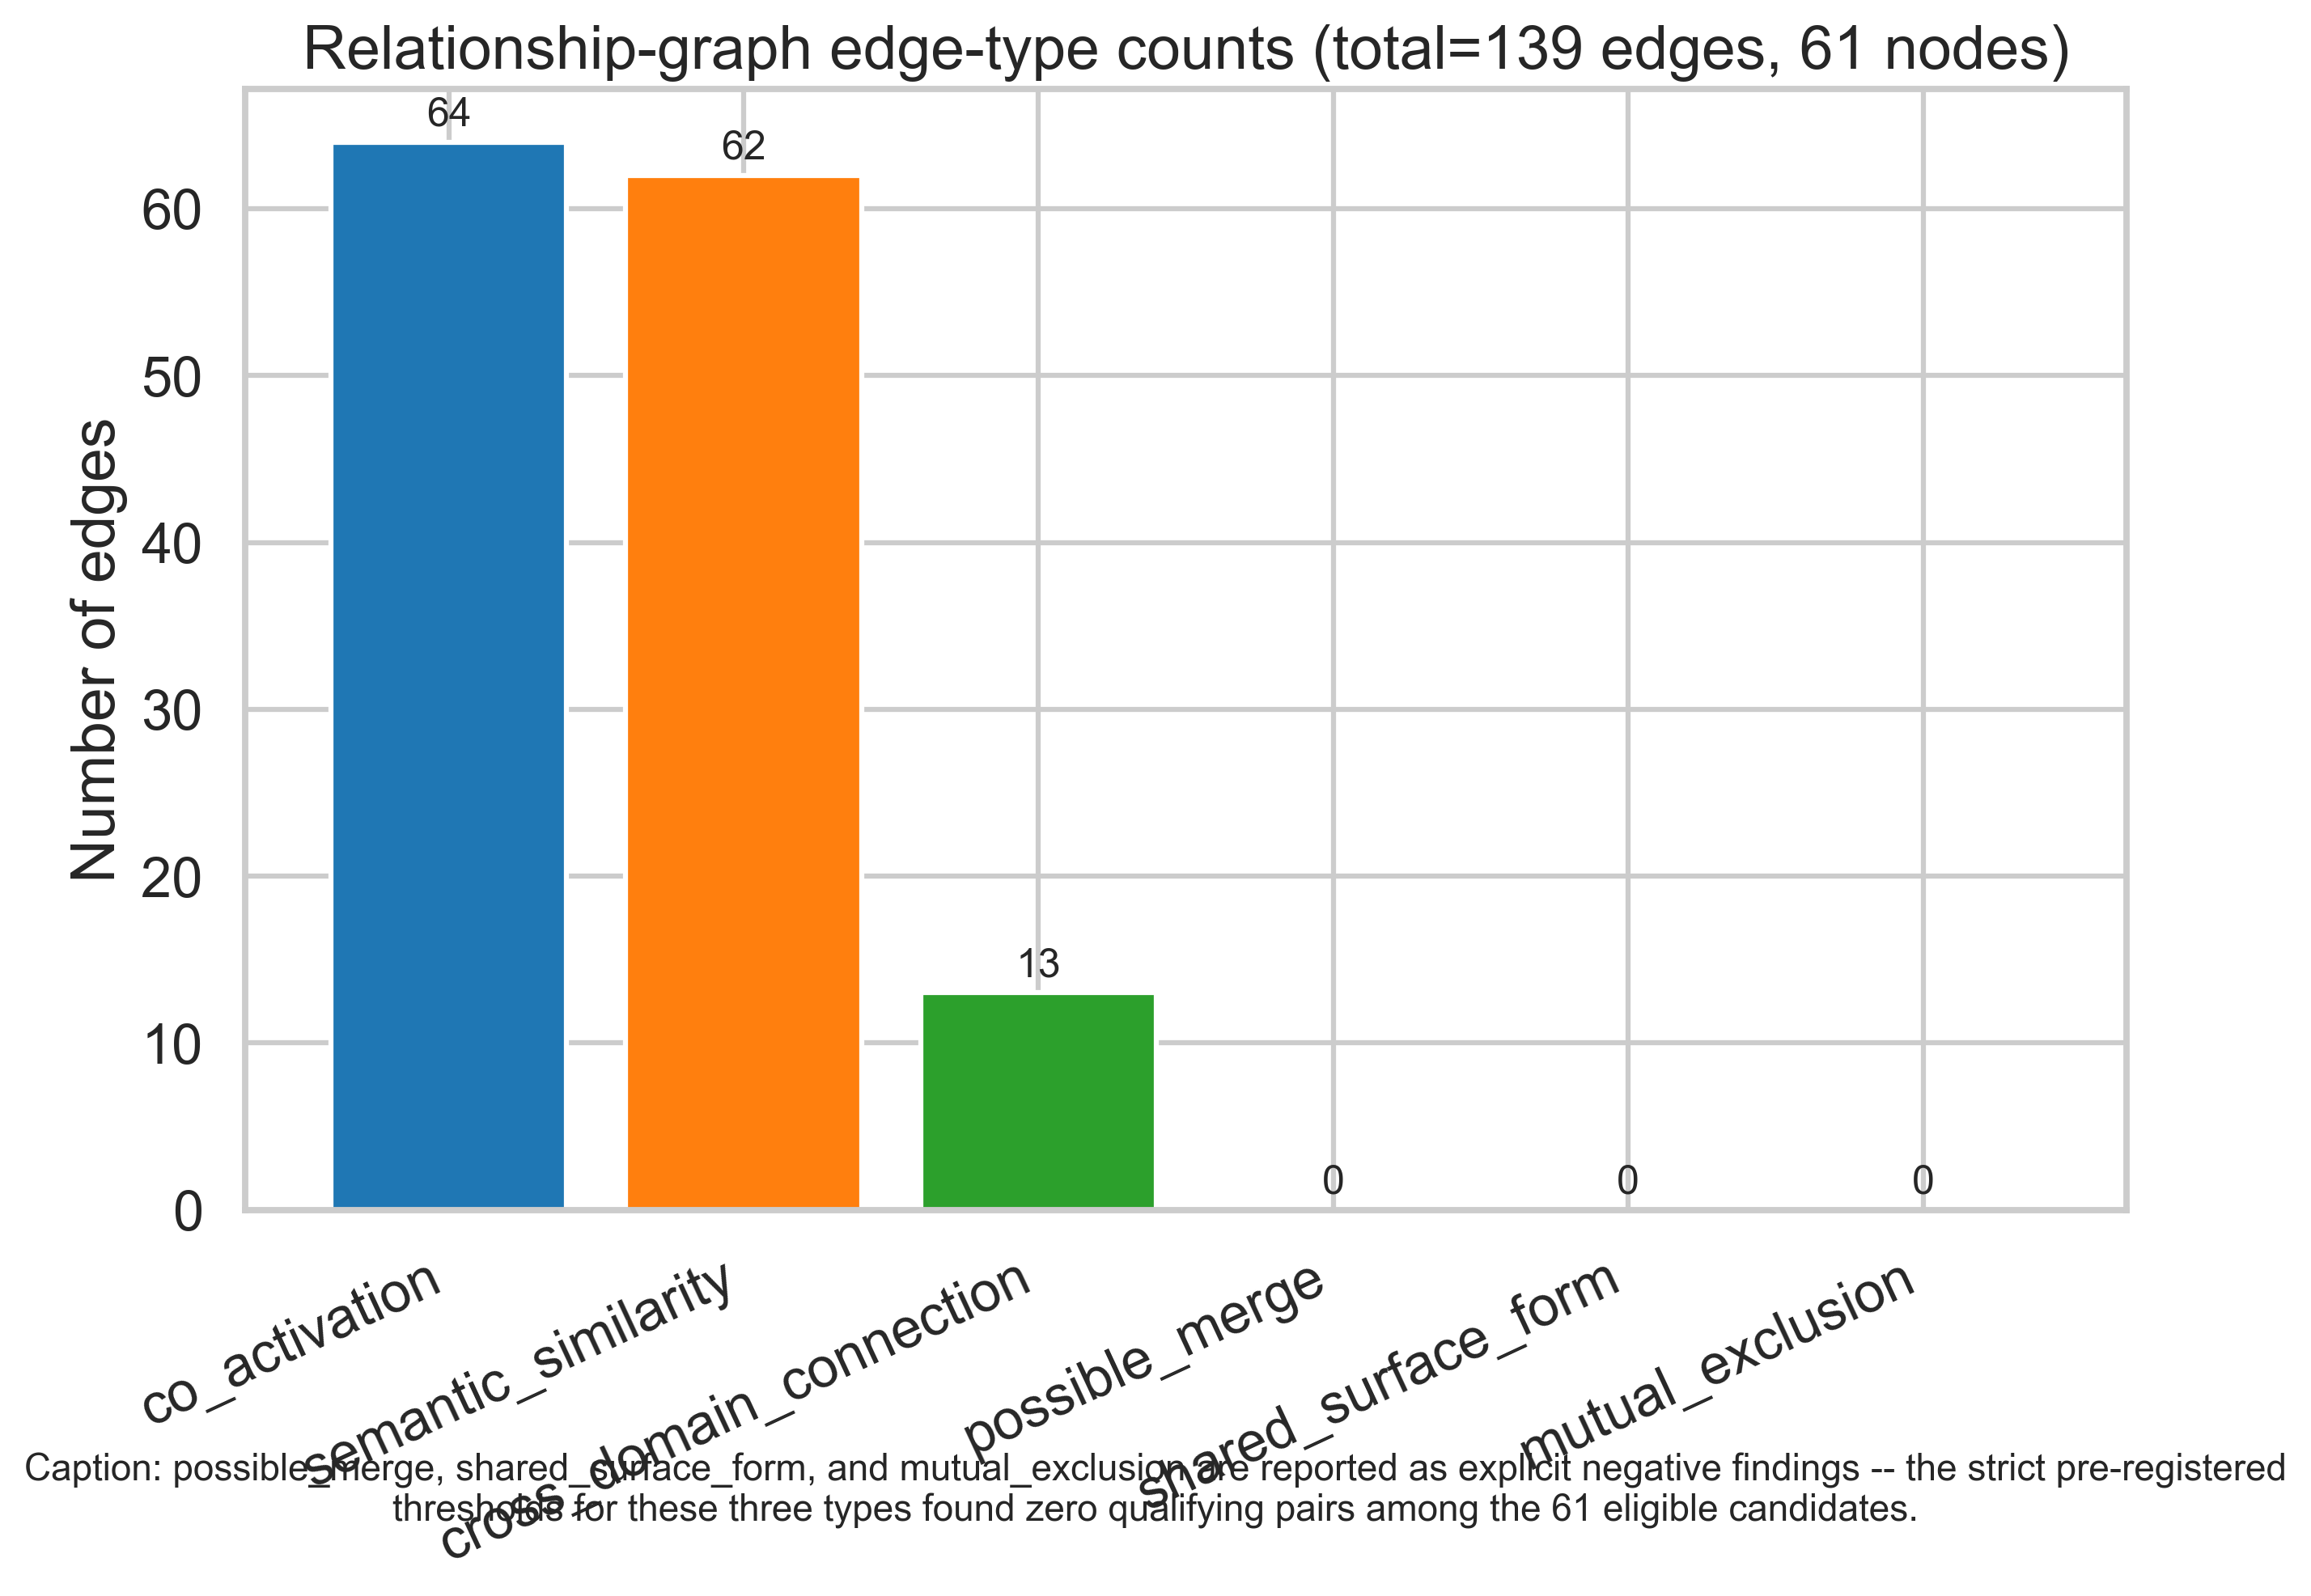 Relationship-graph edge-type counts (total=139 edges, 61 nodes)
64
62
13
0
0
0
60
50
40
30
20
10
0
Number of edges
co_activation
semantic_similarity
cross_domain_connection
possible_merge
shared_surface_form
mutual_exclusion
Caption: possible_merge, shared_surface_form, and mutual_exclusion are reported as explicit negative findings -- the strict pre-registered
thresholds for these three types found zero qualifying pairs among the 61 eligible candidates.